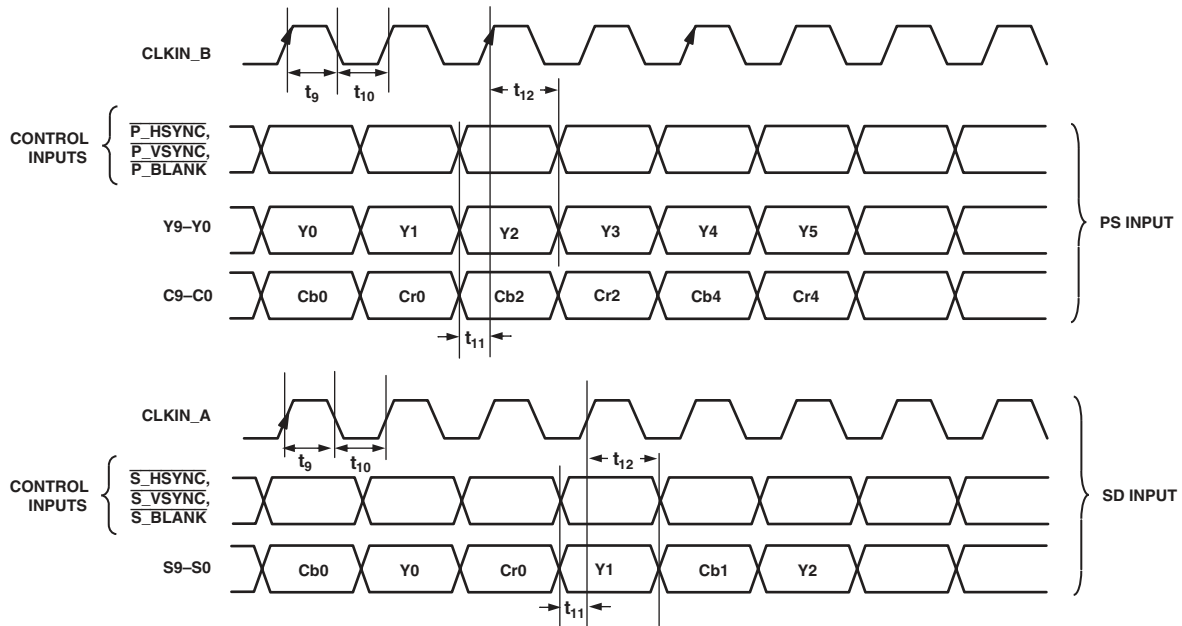 CLKIN_B
t9 t10 t12
CONTROL INPUTS
P_HSYNC,
P_VSYNC,
P_BLANK
Y9–Y0 Y0 Y1 Y2 Y3 Y4 Y5
PS INPUT
C9–C0 Cb0 Cr0 Cb2 Cr2 Cb4 Cr4
t11
CLKIN_A
t9 t10 t12
CONTROL INPUTS
S_HSYNC,
S_VSYNC,
S_BLANK
SD INPUT
S9–S0 Cb0 Y0 Cr0 Y1 Cb1 Y2
t11